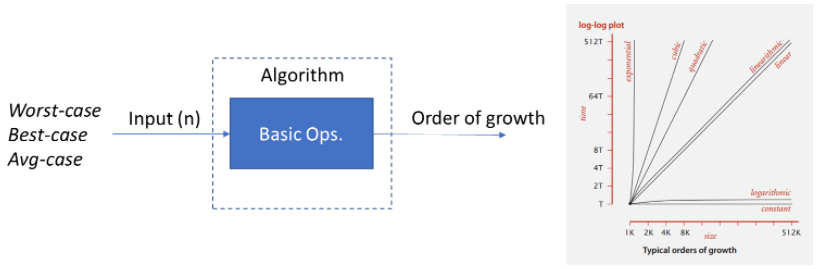 Worst-case
Best-case
Avg-case
Input (n)
Algorithm
Basic Ops.
Order of growth
log-log plot
512T
64T
8T
4T
2T
T
time
exponential
cubic
quadratic
linearithmic
linear
logarithmic
constant
1K 2K 4K 8K 512K
size
Typical orders of growth